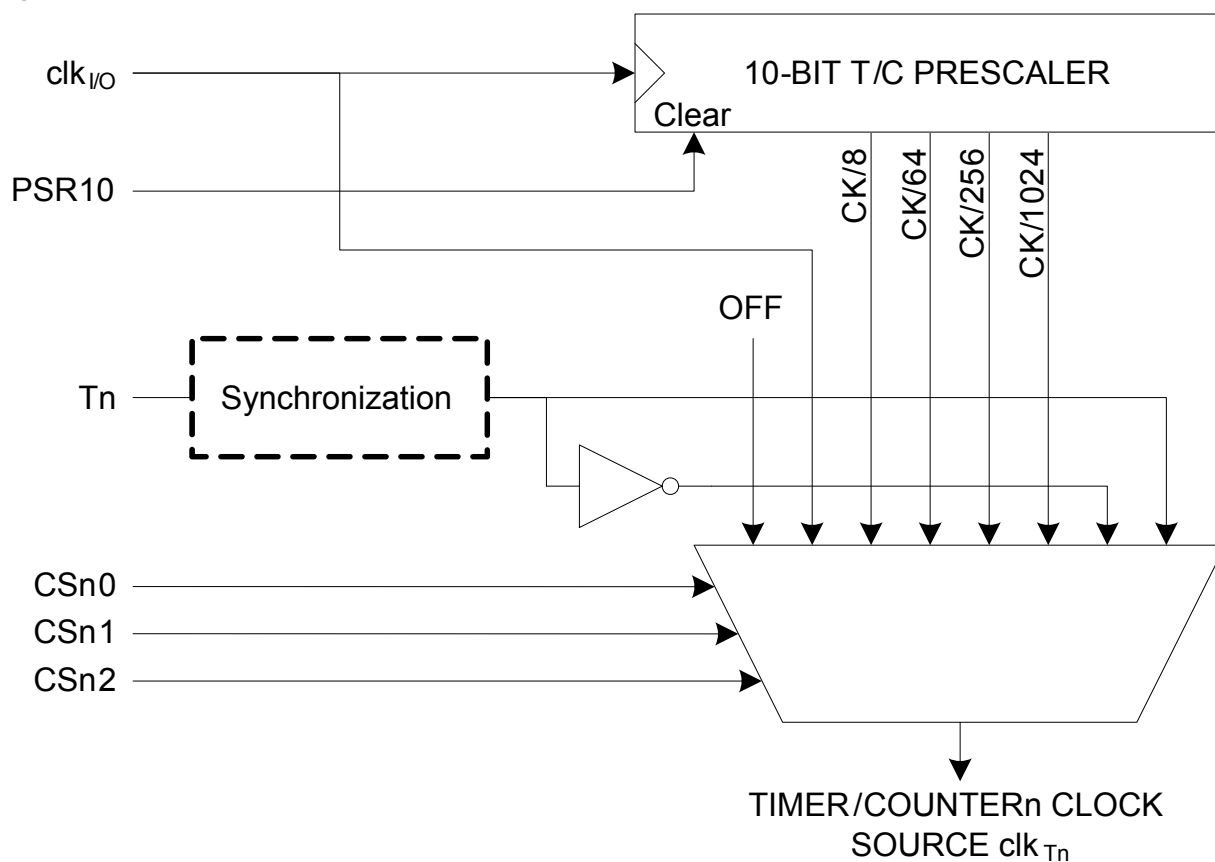 clkI/O
10-BIT T/C PRESCALER
Clear
PSR10
CK/8
CK/64
CK/256
CK/1024
OFF
Tn
Synchronization
CSn0
CSn1
CSn2
TIMER/COUNTERn CLOCK
SOURCE clkTn